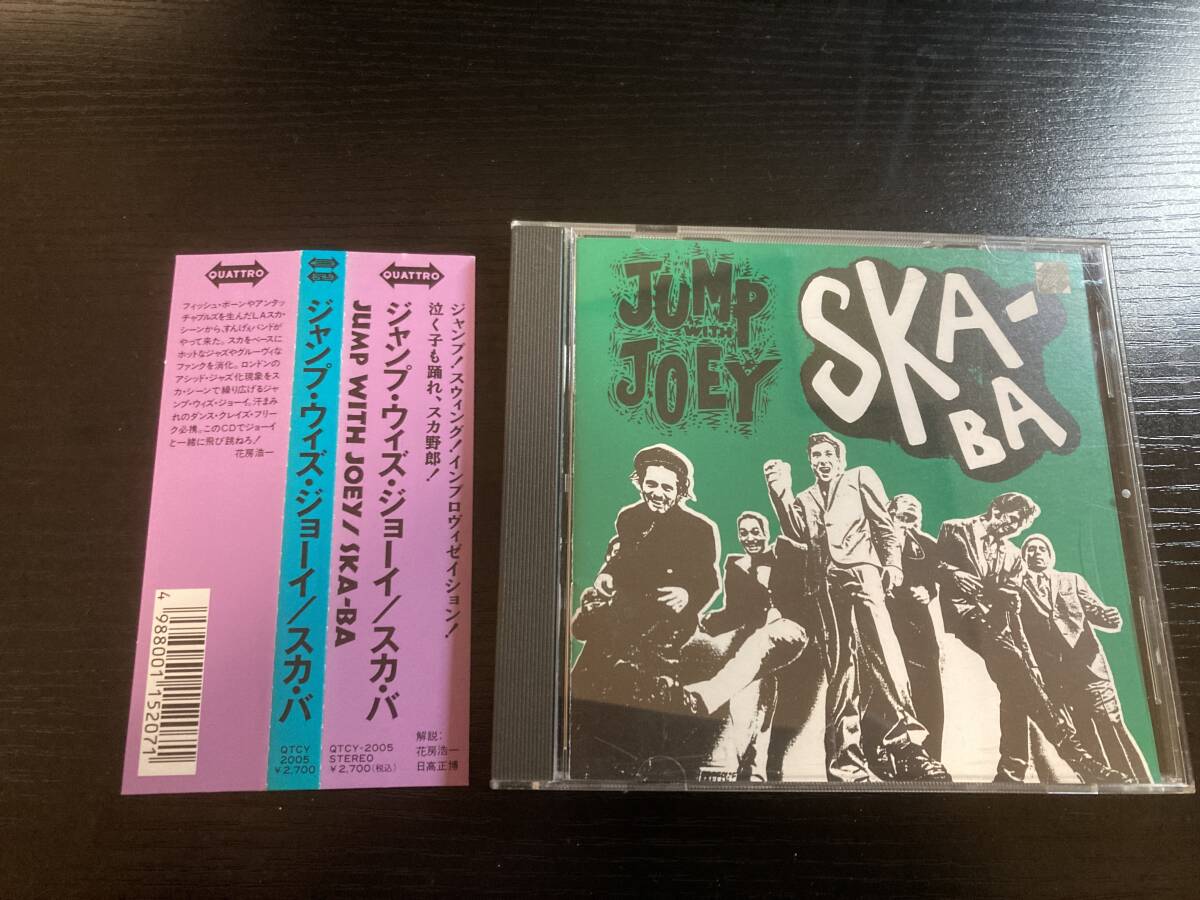 QUATTRO
フィッシュ・ボーンやアンタッ
チャブルズを生んだLAスカ・
シーンから、すんげぇバンドが
やって来た。スカをベースに
ホットなジャズやグルーヴィな
ファンクを消化。ロンドンの
アシッド・ジャズ化現象をス
カ・シーンで繰り広げるジャ
ンプ・ウィズ・ジョーイ。汗まみ
れのダンス・クレイズ・フリー
ク必携。このCDでジョーイ
と一緒に飛び跳ねろ!
花房浩一
4 988001 152071
ジャンプ・ウィズ・ジョーイ/スカ・バ
QTCY
2005
¥2,700
QUATTRO
ジャンプ!スウィング!インプロヴィゼイション!
泣く子も踊れ、スカ野郎!
ジャンプ・ウィズ・ジョーイ/スカ・バ
JUMP WITH JOEY/SKA-BA
QTCY-2005
STEREO
¥2,700(税込)
解説:
花房浩一
日高正博
JUMP
WITH
JOEY
SKA-
BA